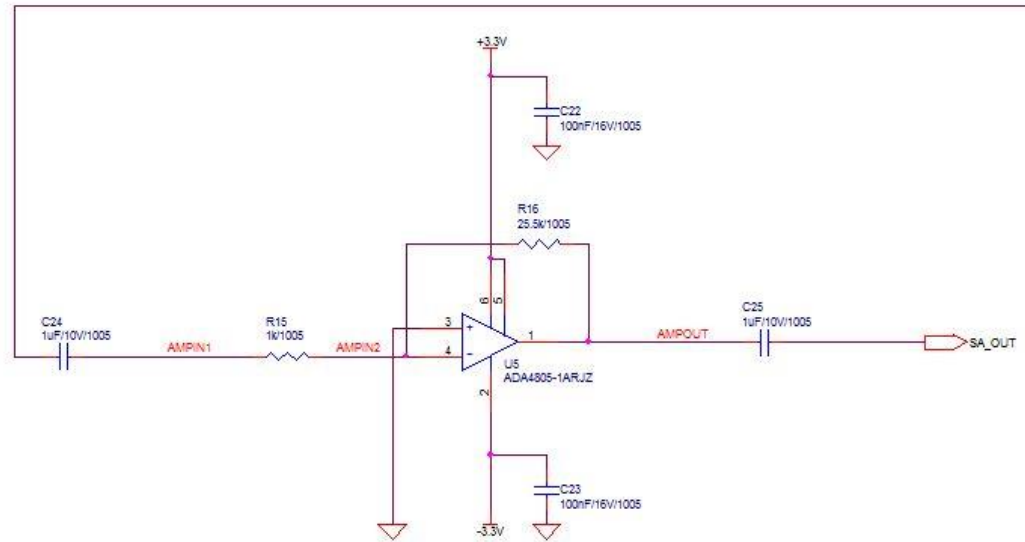 +3.3V
C22
100nF/16V/1005
R16
25.5k/1005
6
5
C24
1uF/10V/1005
R15
1k/1005
C25
1uF/10V/1005
3
+
1
AMPIN1
AMPIN2
4
-
AMPOUT
SA_OUT
U5
ADA4805-1ARJZ
2
C23
100nF/16V/1005
-3.3V